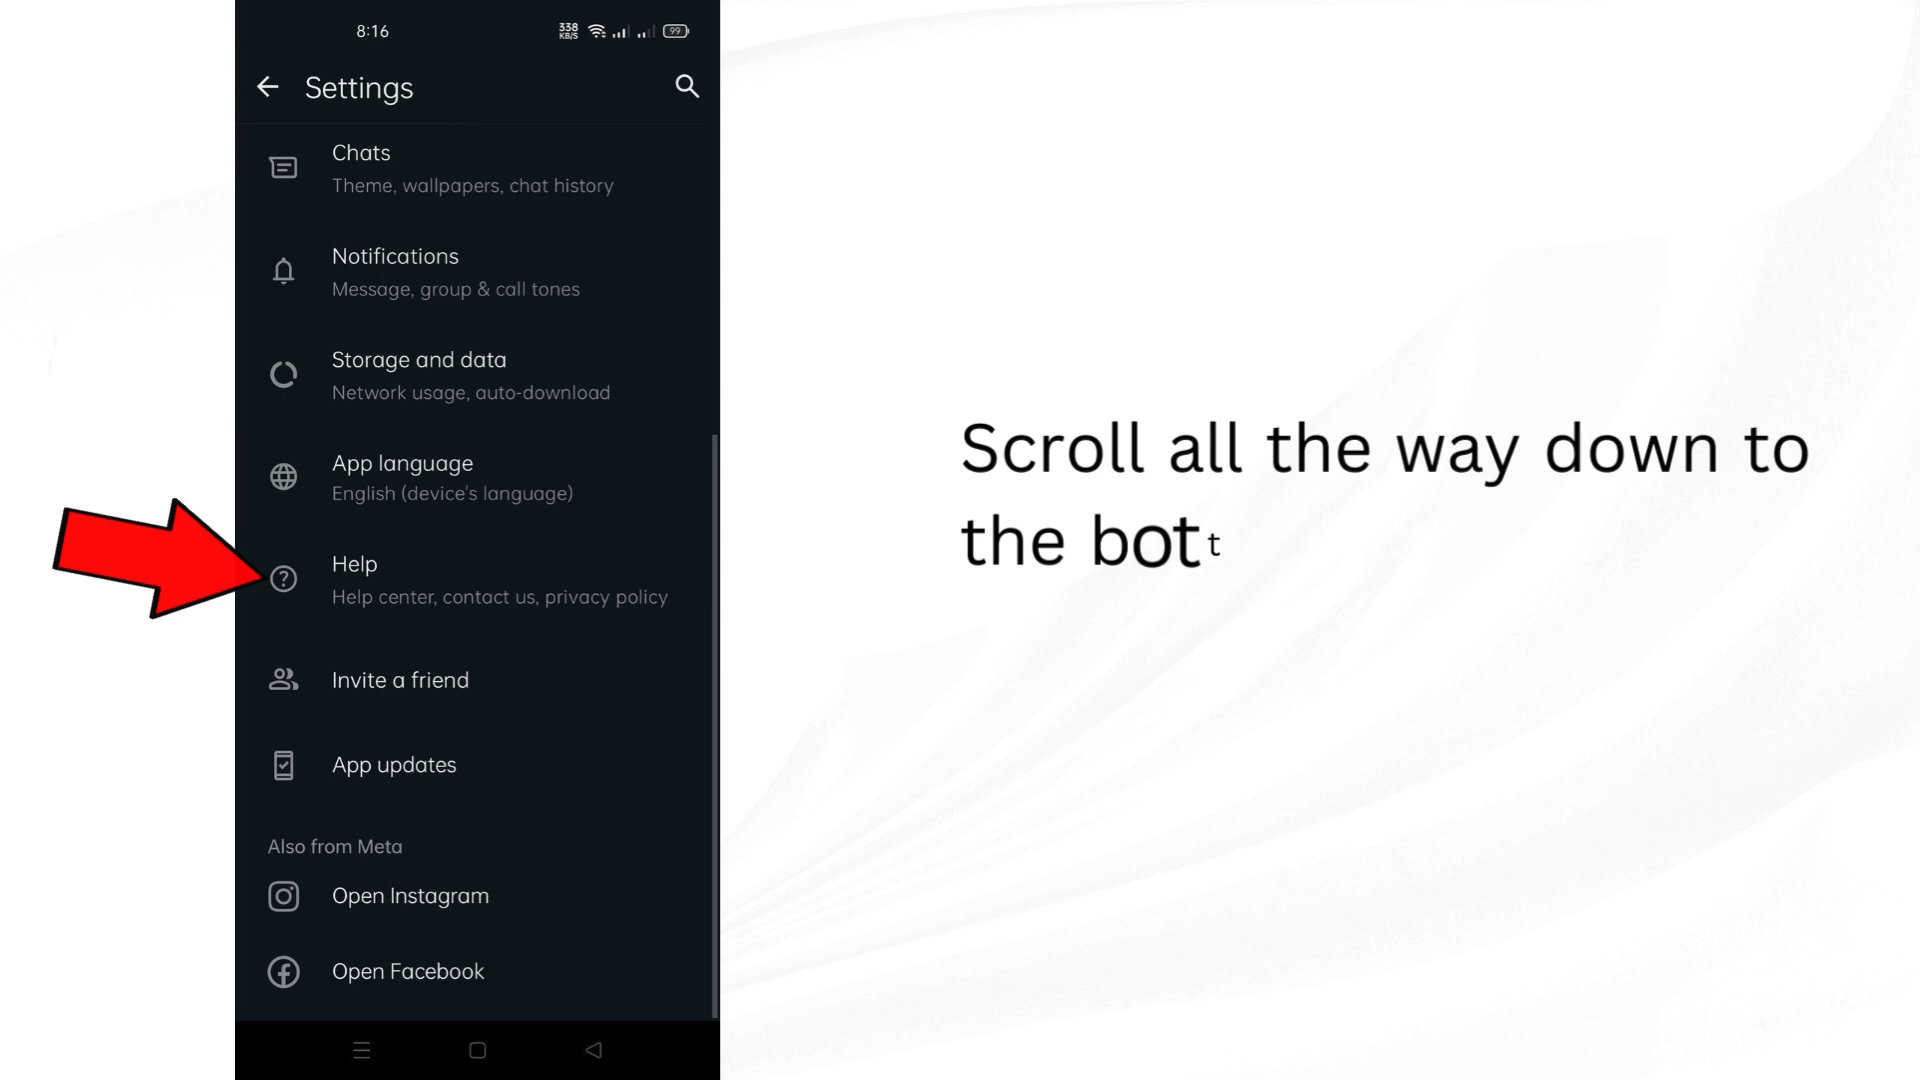 8:16
338
KB/S
99
Settings
Chats
Theme, wallpapers, chat history
Notifications
Message, group & call tones
Storage and data
Network usage, auto-download
App language
English (device's language)
Help
Help center, contact us, privacy policy
Invite a friend
App updates
Also from Meta
Open Instagram
Open Facebook
Scroll all the way down to
the bott